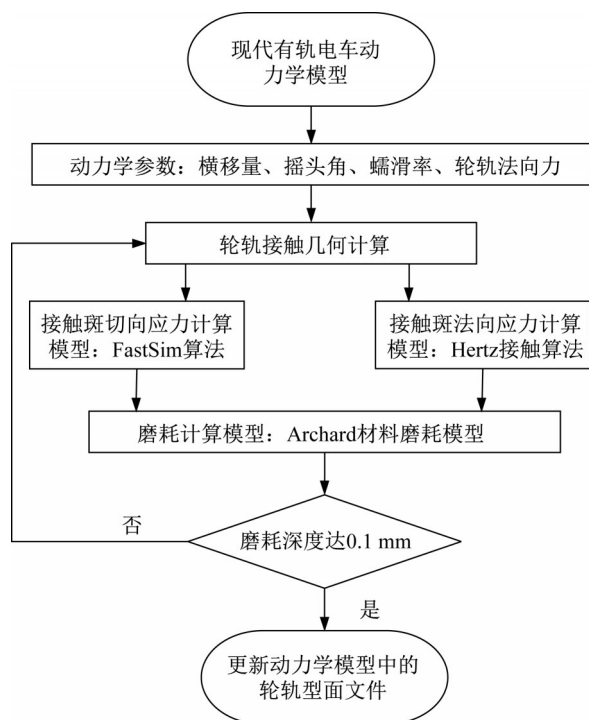 现代有轨电车动
力学模型
动力学参数：横移量、摇头角、蠕滑率、轮轨法向力
轮轨接触几何计算
接触斑切向应力计算
模型：FastSim算法
接触斑法向应力计算
模型：Hertz接触算法
磨耗计算模型：Archard材料磨耗模型
否
磨耗深度达0.1 mm
是
更新动力学模型中的
轮轨型面文件